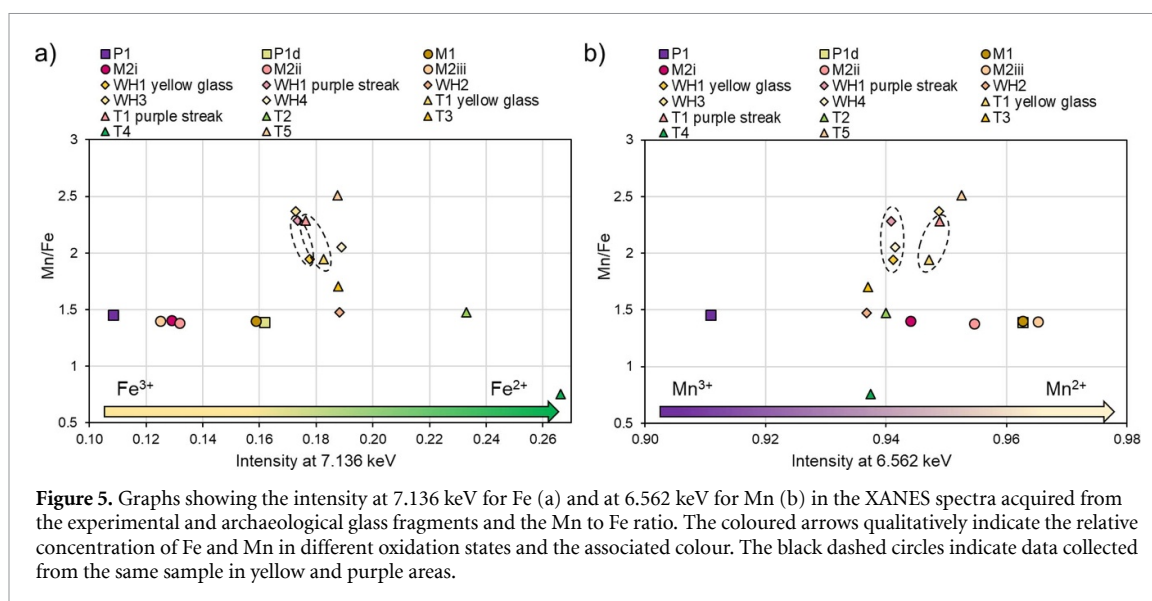 a)
P1 P1d M1
M2i M2ii M2iii
WH1 yellow glass WH1 purple streak WH2
WH3 WH4 T1 yellow glass
T1 purple streak T2 T3
T4 T5
3
2.5
2
1.5
1
0.5
Mn/Fe
Fe3+ Fe2+
0.10 0.12 0.14 0.16 0.18 0.20 0.22 0.24 0.26
Intensity at 7.136 keV
b)
P1 P1d M1
M2i M2ii M2iii
WH1 yellow glass WH1 purple streak WH2
WH3 WH4 T1 yellow glass
T1 purple streak T2 T3
T4 T5
3
2.5
2
1.5
1
0.5
Mn/Fe
Mn3+ Mn2+
0.90 0.92 0.94 0.96 0.98
Intensity at 6.562 keV
Figure 5. Graphs showing the intensity at 7.136 keV for Fe (a) and at 6.562 keV for Mn (b) in the XANES spectra acquired from
the experimental and archaeological glass fragments and the Mn to Fe ratio. The coloured arrows qualitatively indicate the relative
concentration of Fe and Mn in different oxidation states and the associated colour. The black dashed circles indicate data collected
from the same sample in yellow and purple areas.